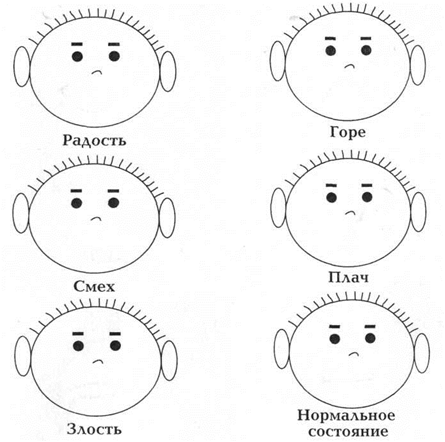 Радость
Горе
Смех
Плач
Злость
Нормальное
состояние